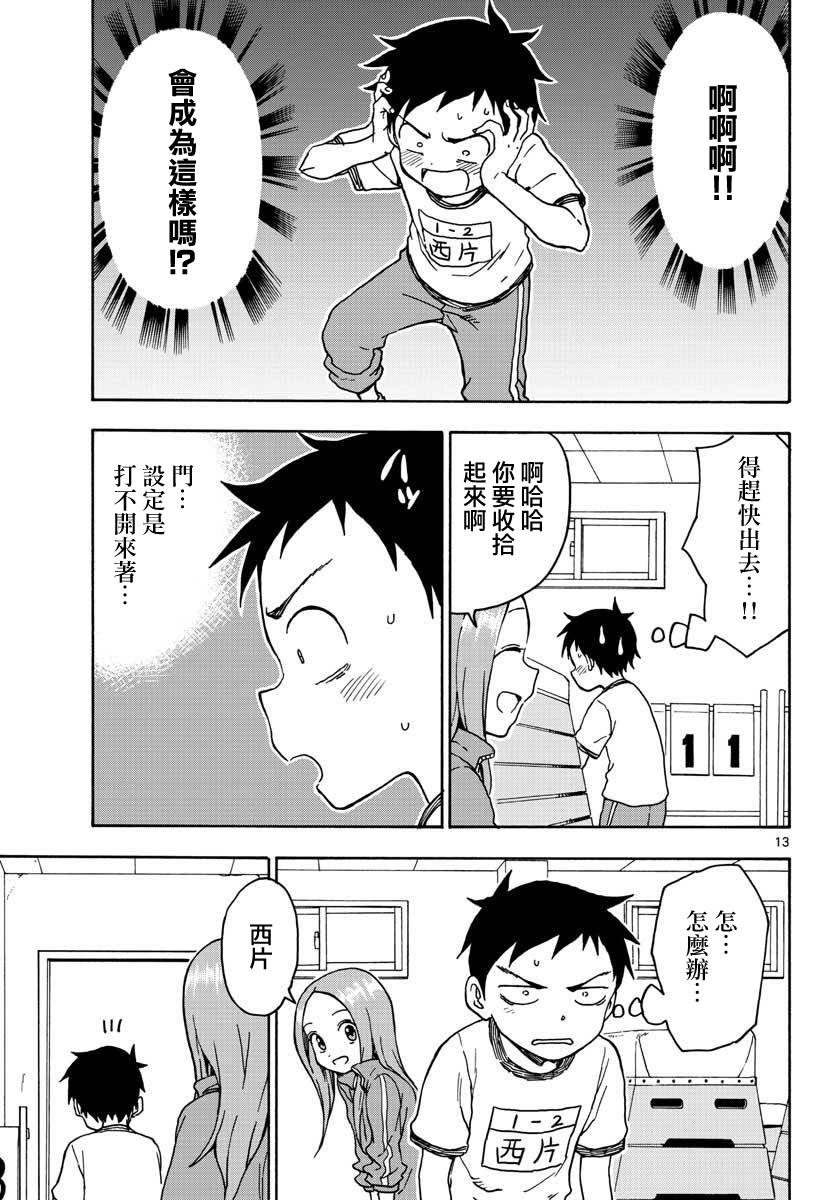 啊啊啊!!
會成為這樣嗎!?
1-2
西片
得趕快出去…!!
啊哈哈
你要收拾
起來啊
1 1
門…
設定是
打不開來著…
13
怎…
怎麼辦…
1-2
西片
西片